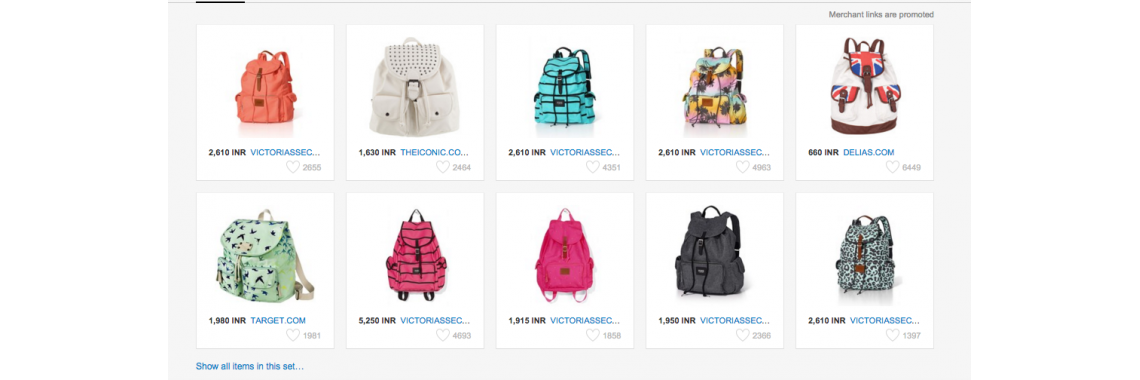 Merchant links are promoted
2,610 INR VICTORIASSEC...
2655
1,630 INR THEICONIC.CO...
2464
2,610 INR VICTORIASSEC...
4351
2,610 INR VICTORIASSEC...
4963
660 INR DELIAS.COM
6449
1,980 INR TARGET.COM
1981
5,250 INR VICTORIASSEC...
4693
1,915 INR VICTORIASSEC...
1858
1,950 INR VICTORIASSEC...
2366
2,610 INR VICTORIASSEC...
1397
Show all items in this set...